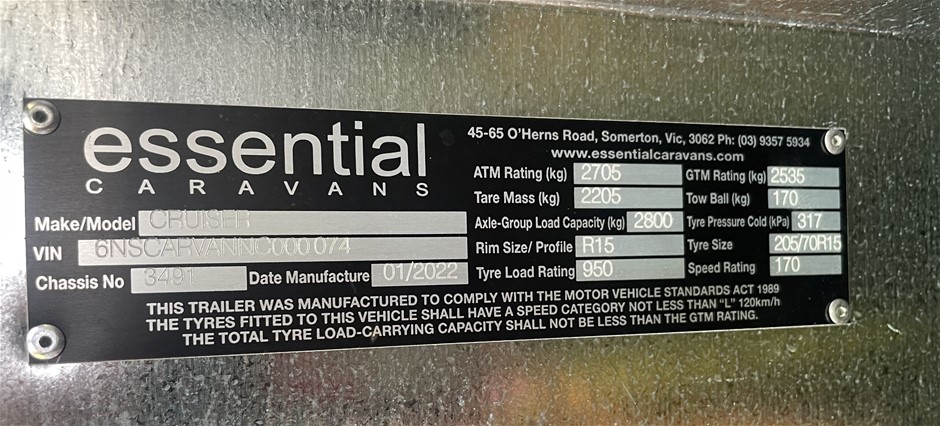 essential
CARAVANS
45-65 O'Herns Road, Somerton, Vic, 3062 Ph: (03) 9357 5934
www.essentialcaravans.com
ATM Rating (kg) 2705 GTM Rating (kg) 2535
Tare Mass (kg) 2205 Tow Ball (kg) 170
Make/Model CRUISER Axle-Group Load Capacity (kg) 2800 Tyre Pressure Cold (kPa) 317
VIN 6NSCARVANNC000074 Rim Size/ Profile R15 Tyre Size 205/70R15
Chassis No 3491 Date Manufacture 01/2022 Tyre Load Rating 950 Speed Rating 170
THIS TRAILER WAS MANUFACTURED TO COMPLY WITH THE MOTOR VEHICLE STANDARDS ACT 1989
THE TYRES FITTED TO THIS VEHICLE SHALL HAVE A SPEED CATEGORY NOT LESS THAN "L" 120km/h
THE TOTAL TYRE LOAD-CARRYING CAPACITY SHALL NOT BE LESS THAN THE GTM RATING.